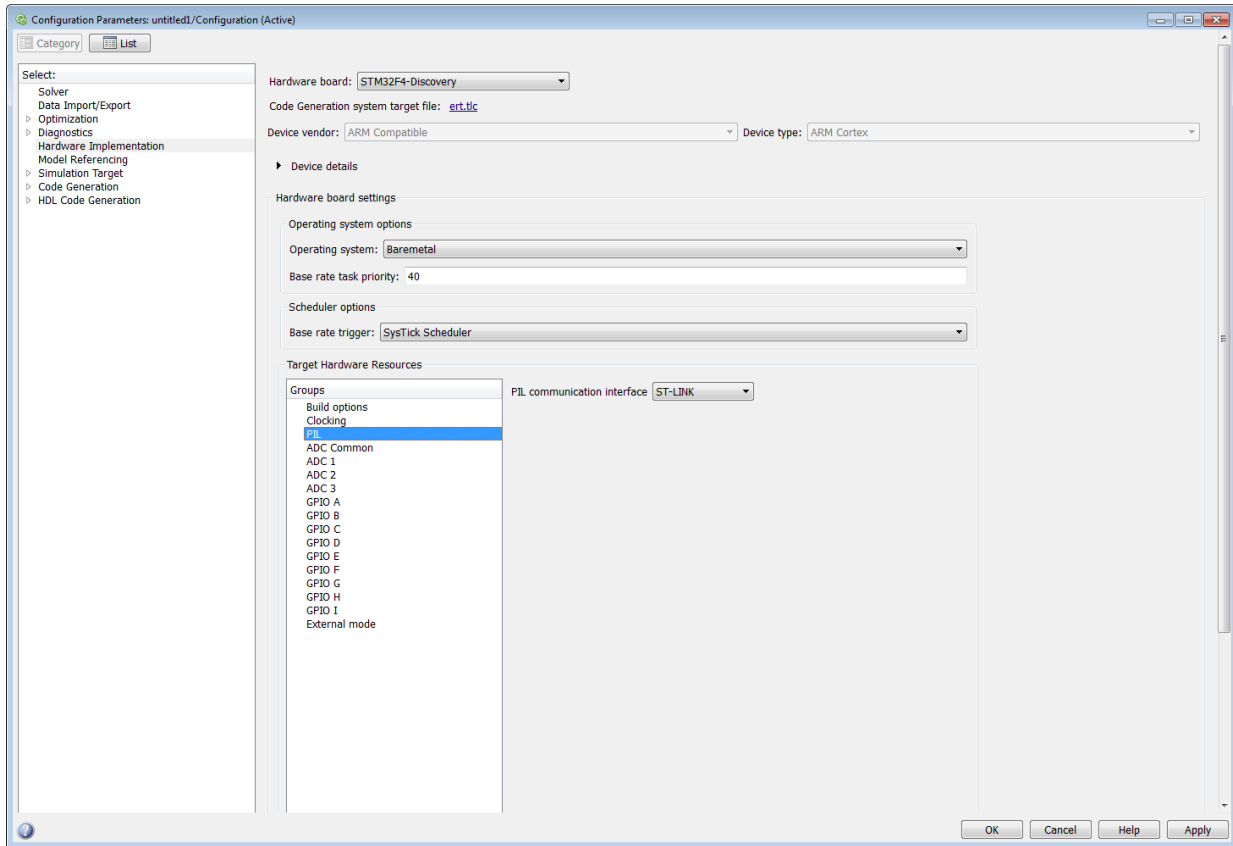 Configuration Parameters: untitled1/Configuration (Active)
Category List
Select:
Solver
Data Import/Export
Optimization
Diagnostics
Hardware Implementation
Model Referencing
Simulation Target
Code Generation
HDL Code Generation
Hardware board: STM32F4-Discovery
Code Generation system target file: ert.tlc
Device vendor: ARM Compatible Device type: ARM Cortex
Device details
Hardware board settings
Operating system options
Operating system: Baremetal
Base rate task priority: 40
Scheduler options
Base rate trigger: SysTick Scheduler
Target Hardware Resources
Groups
Build options
Clocking
PIL
ADC Common
ADC 1
ADC 2
ADC 3
GPIO A
GPIO B
GPIO C
GPIO D
GPIO E
GPIO F
GPIO G
GPIO H
GPIO I
External mode
PIL communication interface ST-LINK
OK Cancel Help Apply